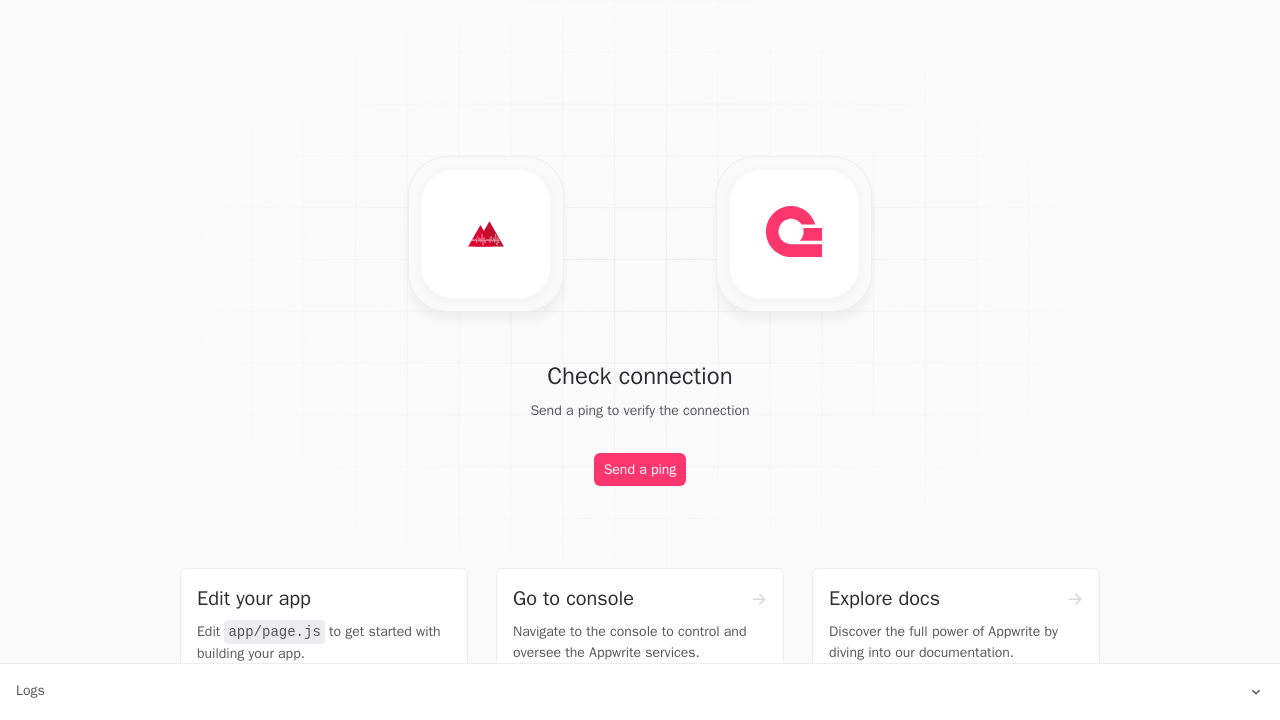 Check connection
Send a ping to verify the connection
Send a ping
Edit your app
Edit app/page.js to get started with
building your app.
Go to console
Navigate to the console to control and
oversee the Appwrite services.
Explore docs
Discover the full power of Appwrite by
diving into our documentation.
Logs